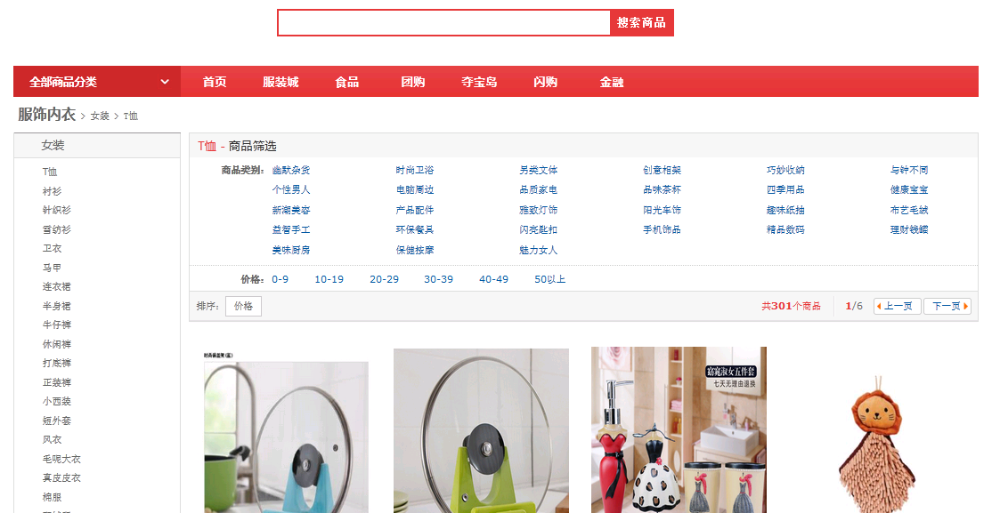 搜索商品
全部商品分类 首页 服装城 食品 团购 夺宝岛 闪购 金融
服饰内衣 > 女装 > T恤
女装
T恤
衬衫
针织衫
雪纺衫
卫衣
马甲
连衣裙
半身裙
牛仔裤
休闲裤
打底裤
正装裤
小西装
短外套
风衣
毛呢大衣
真皮皮衣
棉服
T恤 - 商品筛选
商品类别: 幽默杂货 时尚卫浴 另类文体 创意相架 巧妙收纳 与钟不同
个性男人 电脑周边 品质家电 品味茶杯 四季用品 健康宝宝
新潮美容 产品配件 雅致灯饰 阳光车饰 趣味纸抽 布艺毛绒
益智手工 环保餐具 闪亮匙扣 手机饰品 精品数码 理财钱罐
美味厨房 保健按摩 魅力女人
价格: 0-9 10-19 20-29 30-39 40-49 50以上
排序: 价格 共301个商品 1/6 上一页 下一页
窈窕淑女五件套
七天无理由退换